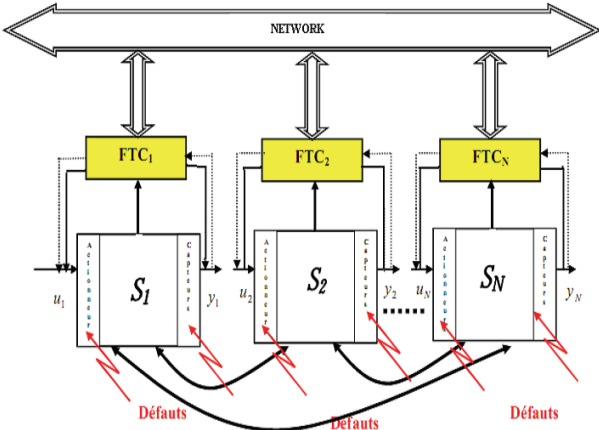 NETWORK
FTC1
FTC2
FTCN
Actionneur
S1
Capteurs
Actionneur
S2
Capteurs
Actionneur
SN
Capteurs
u1
y1
u2
y2
uN
yN
Défauts
Défauts
Défauts